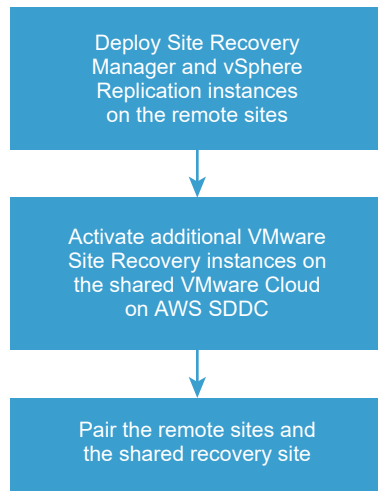 Deploy Site Recovery
Manager and vSphere
Replication instances
on the remote sites
Activate additional VMware
Site Recovery instances on
the shared VMware Cloud
on AWS SDDC
Pair the remote sites and
the shared recovery site